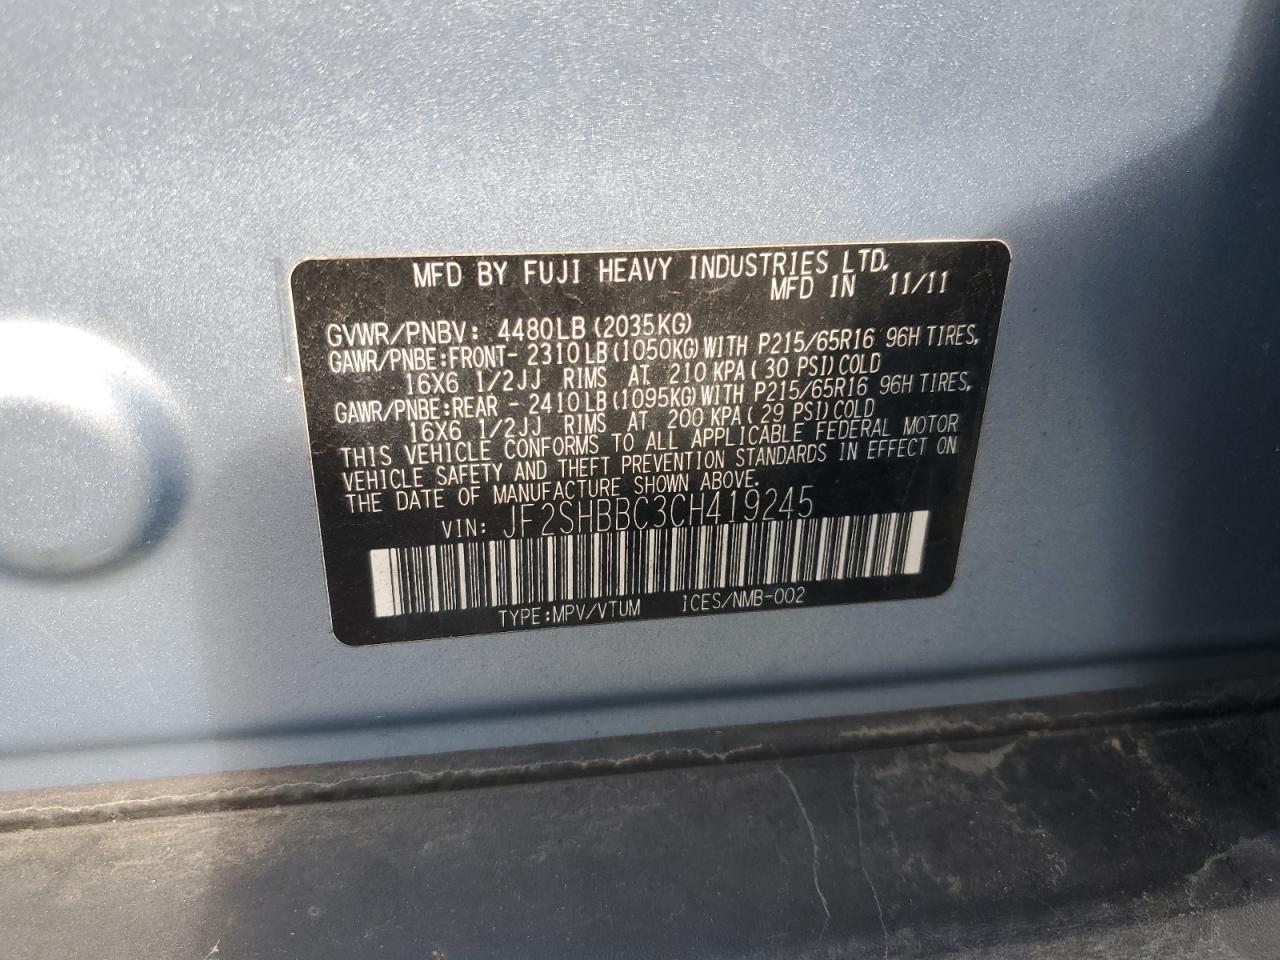 MFD BY FUJI HEAVY INDUSTRIES LTD.
MFD IN 11/11
GVWR/PNBV: 4480LB(2035KG)
GAWR/PNBE:FRONT- 2310LB(1050KG)WITH P215/65R16 96H TIRES,
16X6 1/2JJ RIMS AT 210 KPA(30 PSI)COLD
GAWR/PNBE:REAR - 2410LB(1095KG)WITH P215/65R16 96H TIRES,
16X6 1/2JJ RIMS AT 200 KPA(29 PSI)COLD
THIS VEHICLE CONFORMS TO ALL APPLICABLE FEDERAL MOTOR
VEHICLE SAFETY AND THEFT PREVENTION STANDARDS IN EFFECT ON
THE DATE OF MANUFACTURE SHOWN ABOVE.
VIN: JF2SHBBC3CH419245
TYPE:MPV/VTUM ICES/NMB-002